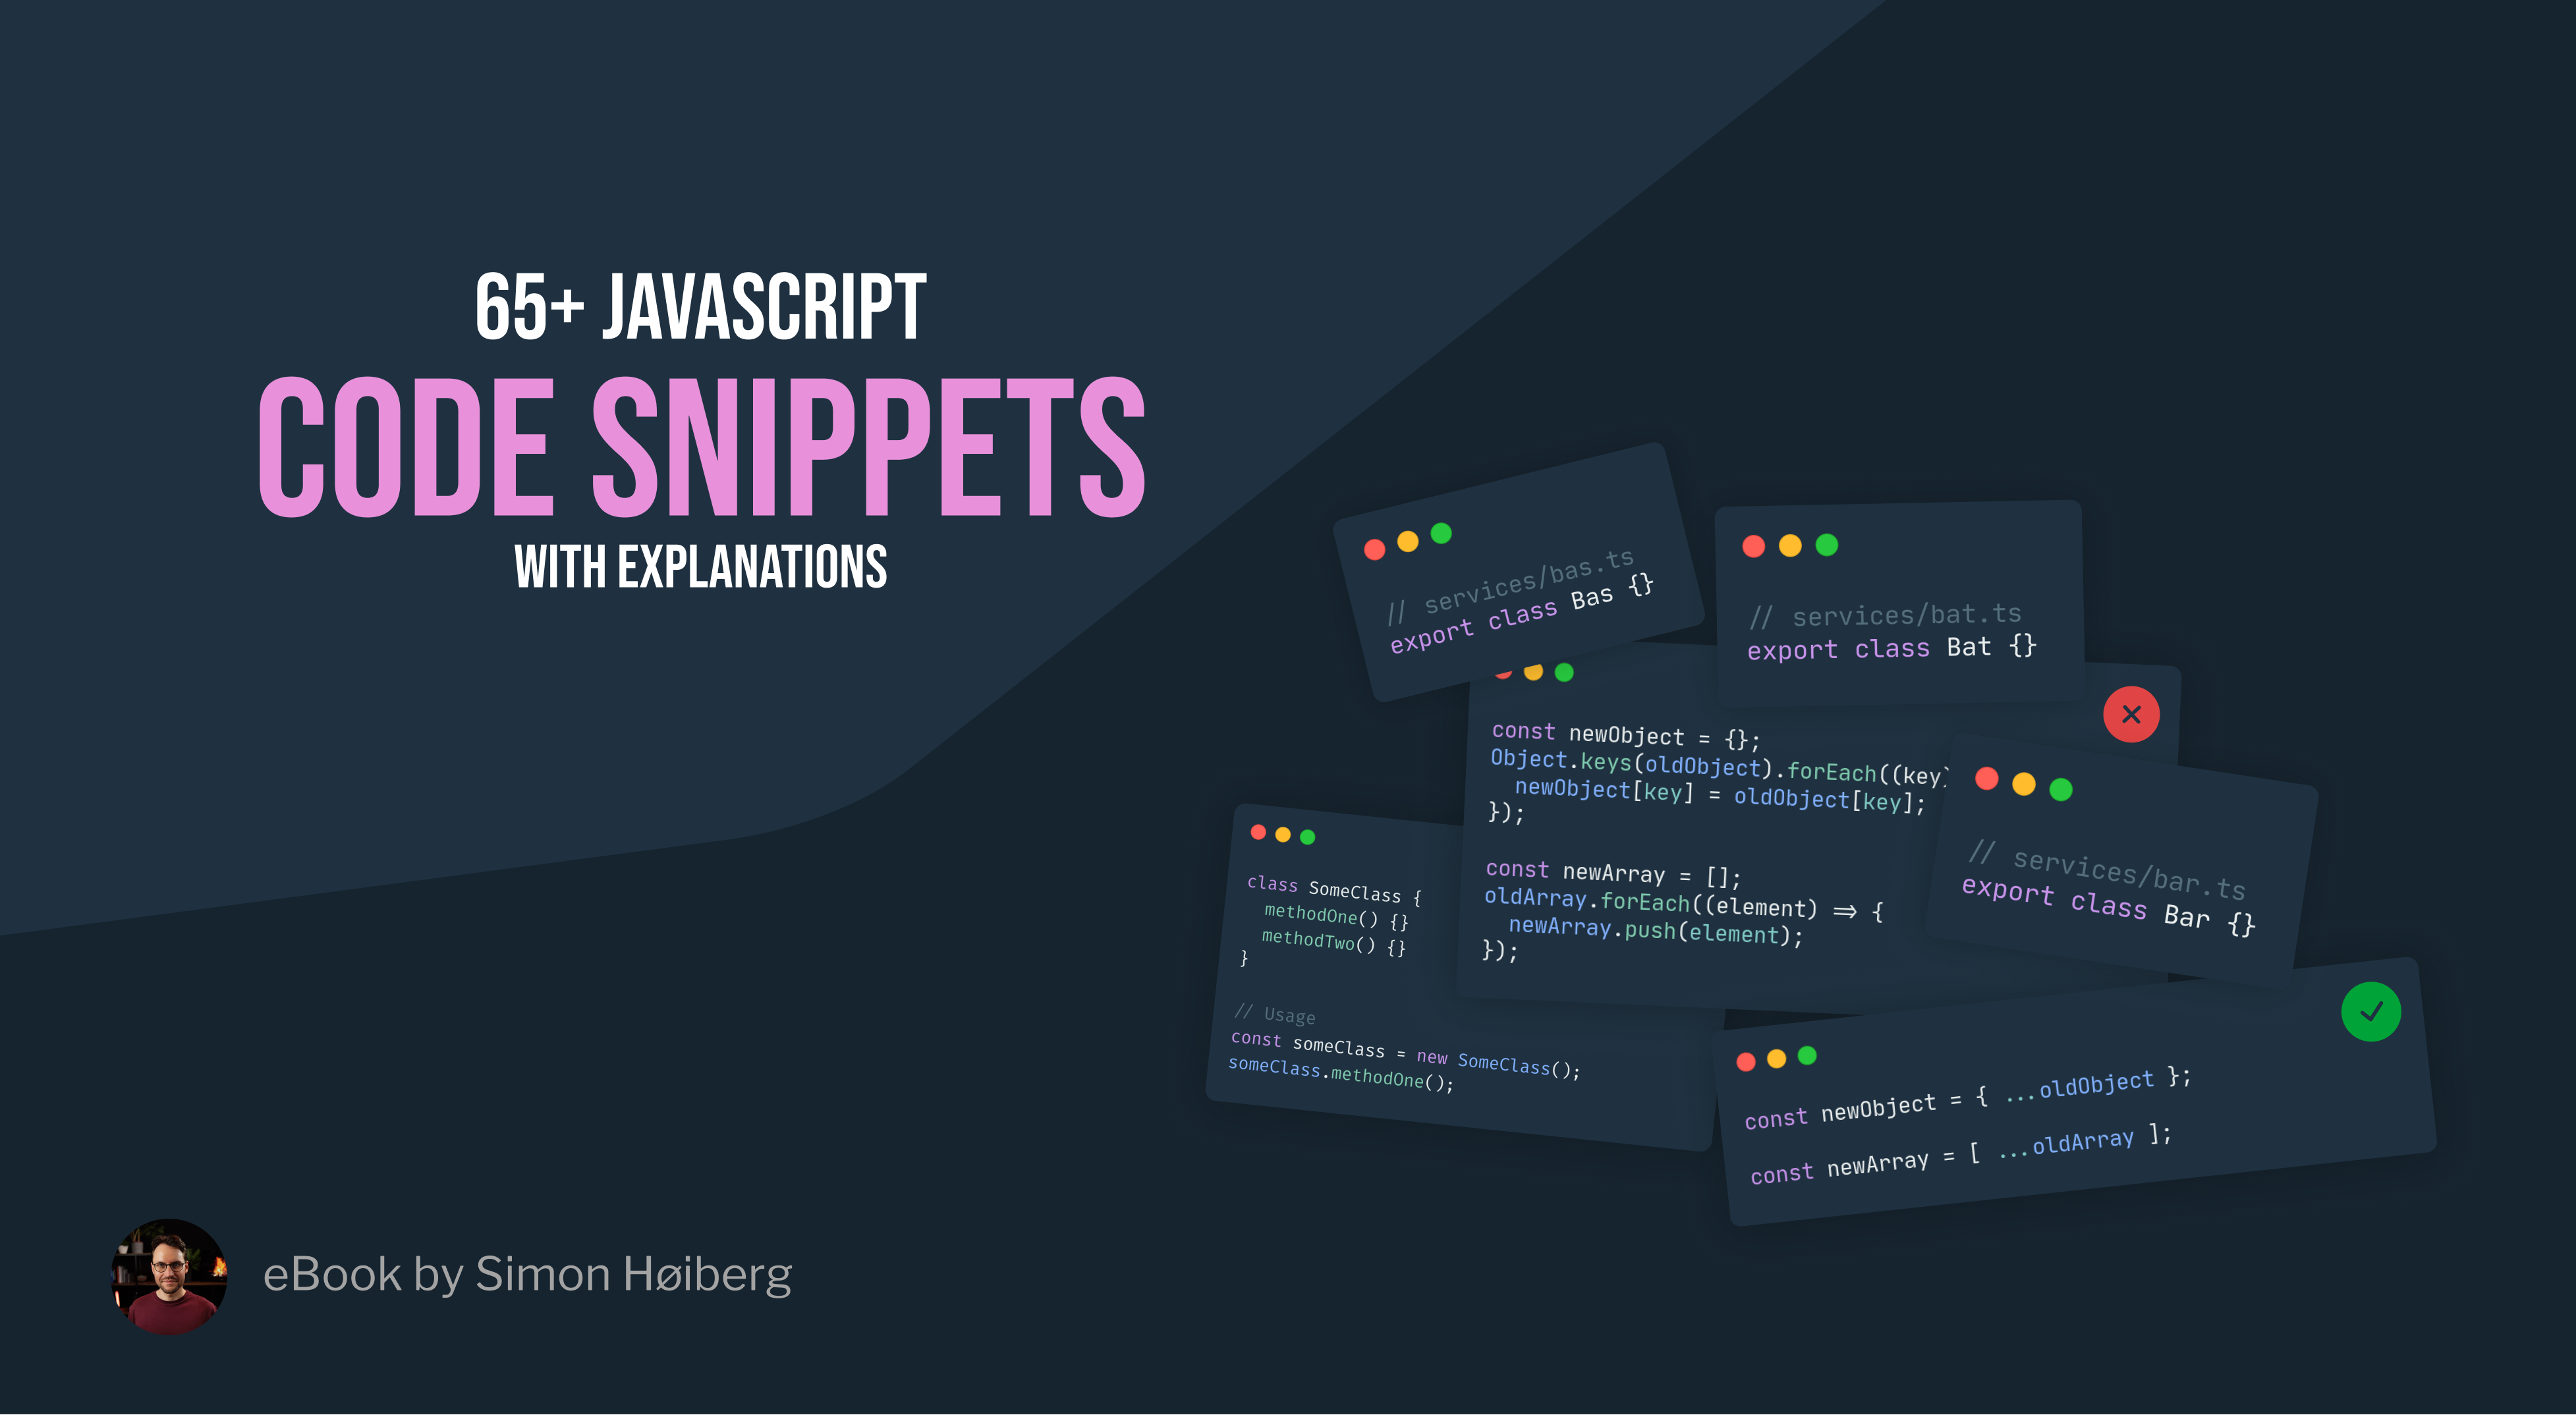 65+ JAVASCRIPT
CODE SNIPPETS
WITH EXPLANATIONS
// services/bas.ts
export class Bas {}
// services/bat.ts
export class Bat {}
const newObject = {};
Object.keys(oldObject).forEach((key)
  newObject[key] = oldObject[key];
});
const newArray = [];
oldArray.forEach((element) => {
  newArray.push(element);
});
// services/bar.ts
export class Bar {}
class SomeClass {
  methodOne() {}
  methodTwo() {}
}
// Usage
const someClass = new SomeClass();
someClass.methodOne();
const newObject = { ...oldObject };
const newArray = [ ...oldArray ];
eBook by Simon Høiberg